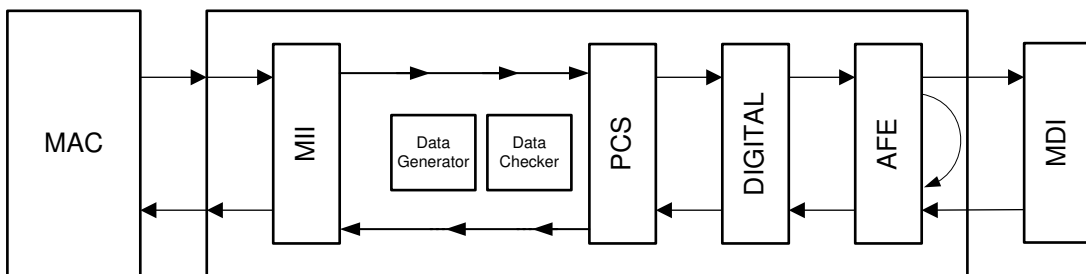 MAC
MII
Data
Generator
Data
Checker
PCS
DIGITAL
AFE
MDI